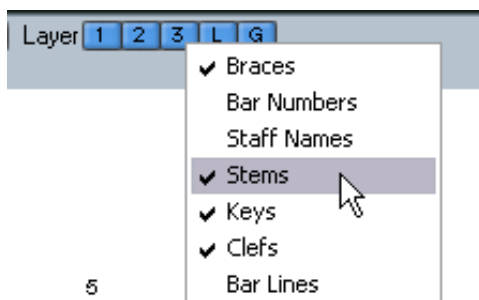 Layer 1 2 3 L G
Braces
Bar Numbers
Staff Names
Stems
Keys
Clefs
5 Bar Lines